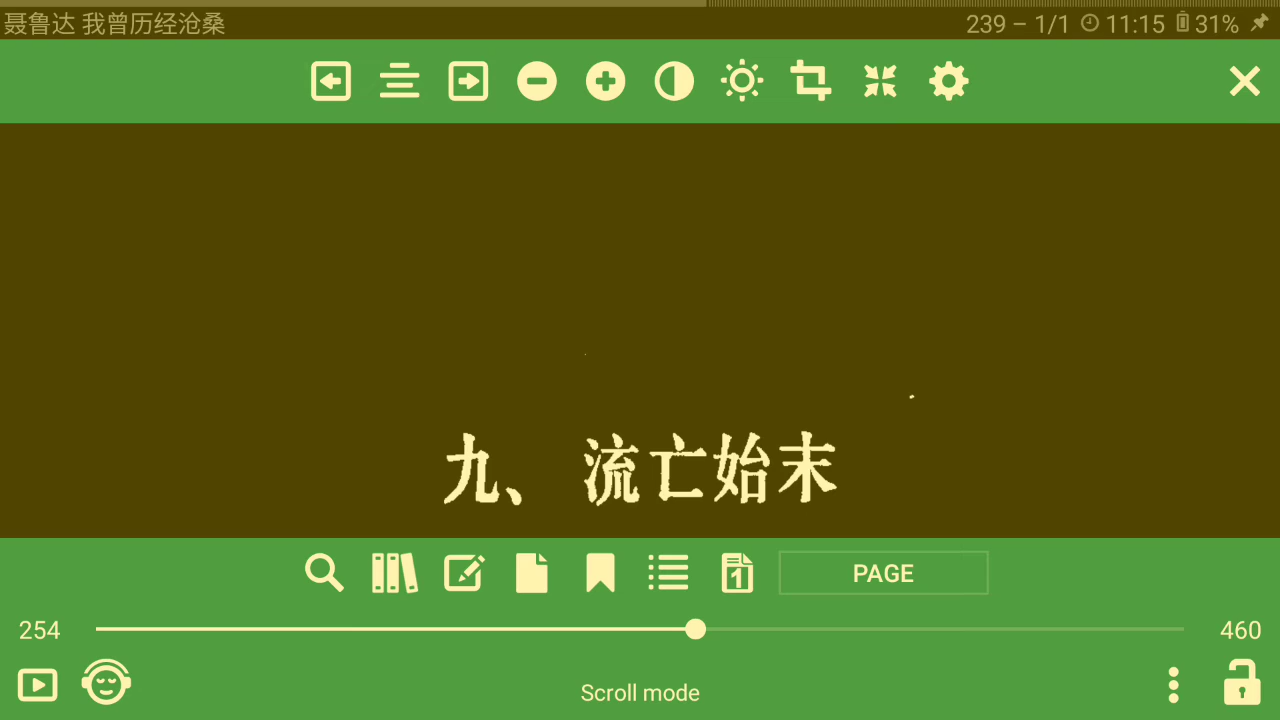 聂鲁达 我曾历经沧桑
239 – 1/1 11:15 31%
九、 流亡始末
1 PAGE
254 460
Scroll mode